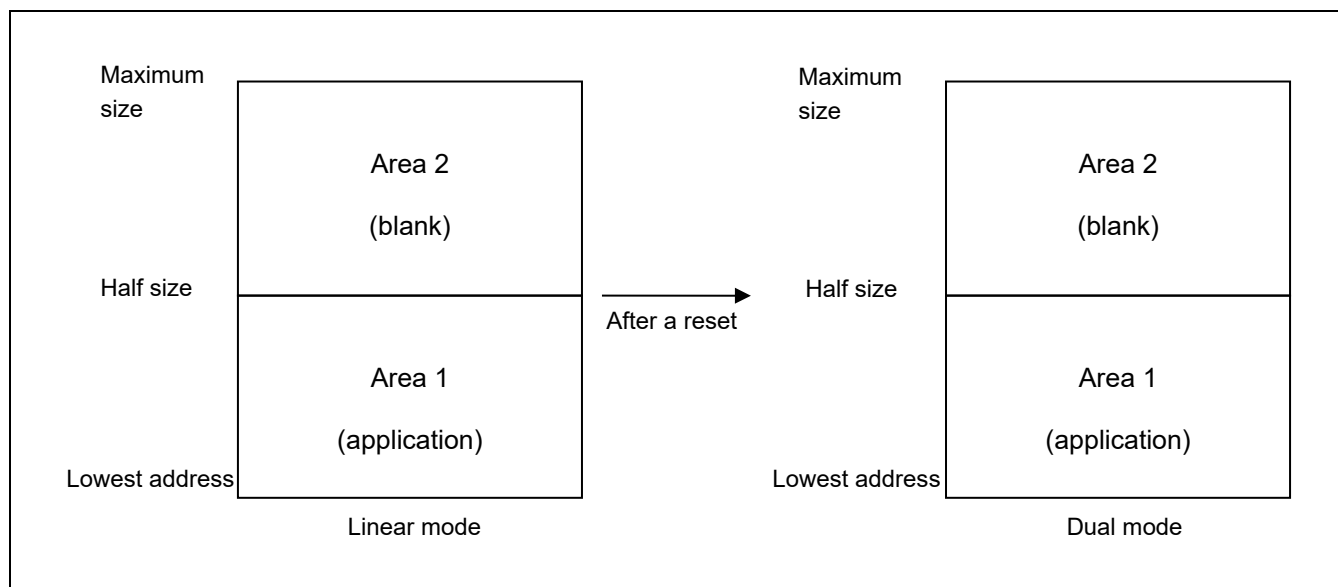 Maximum
size
Area 2
(blank)
Half size
Area 1
(application)
Lowest address
Linear mode
After a reset
Maximum
size
Area 2
(blank)
Half size
Area 1
(application)
Lowest address
Dual mode